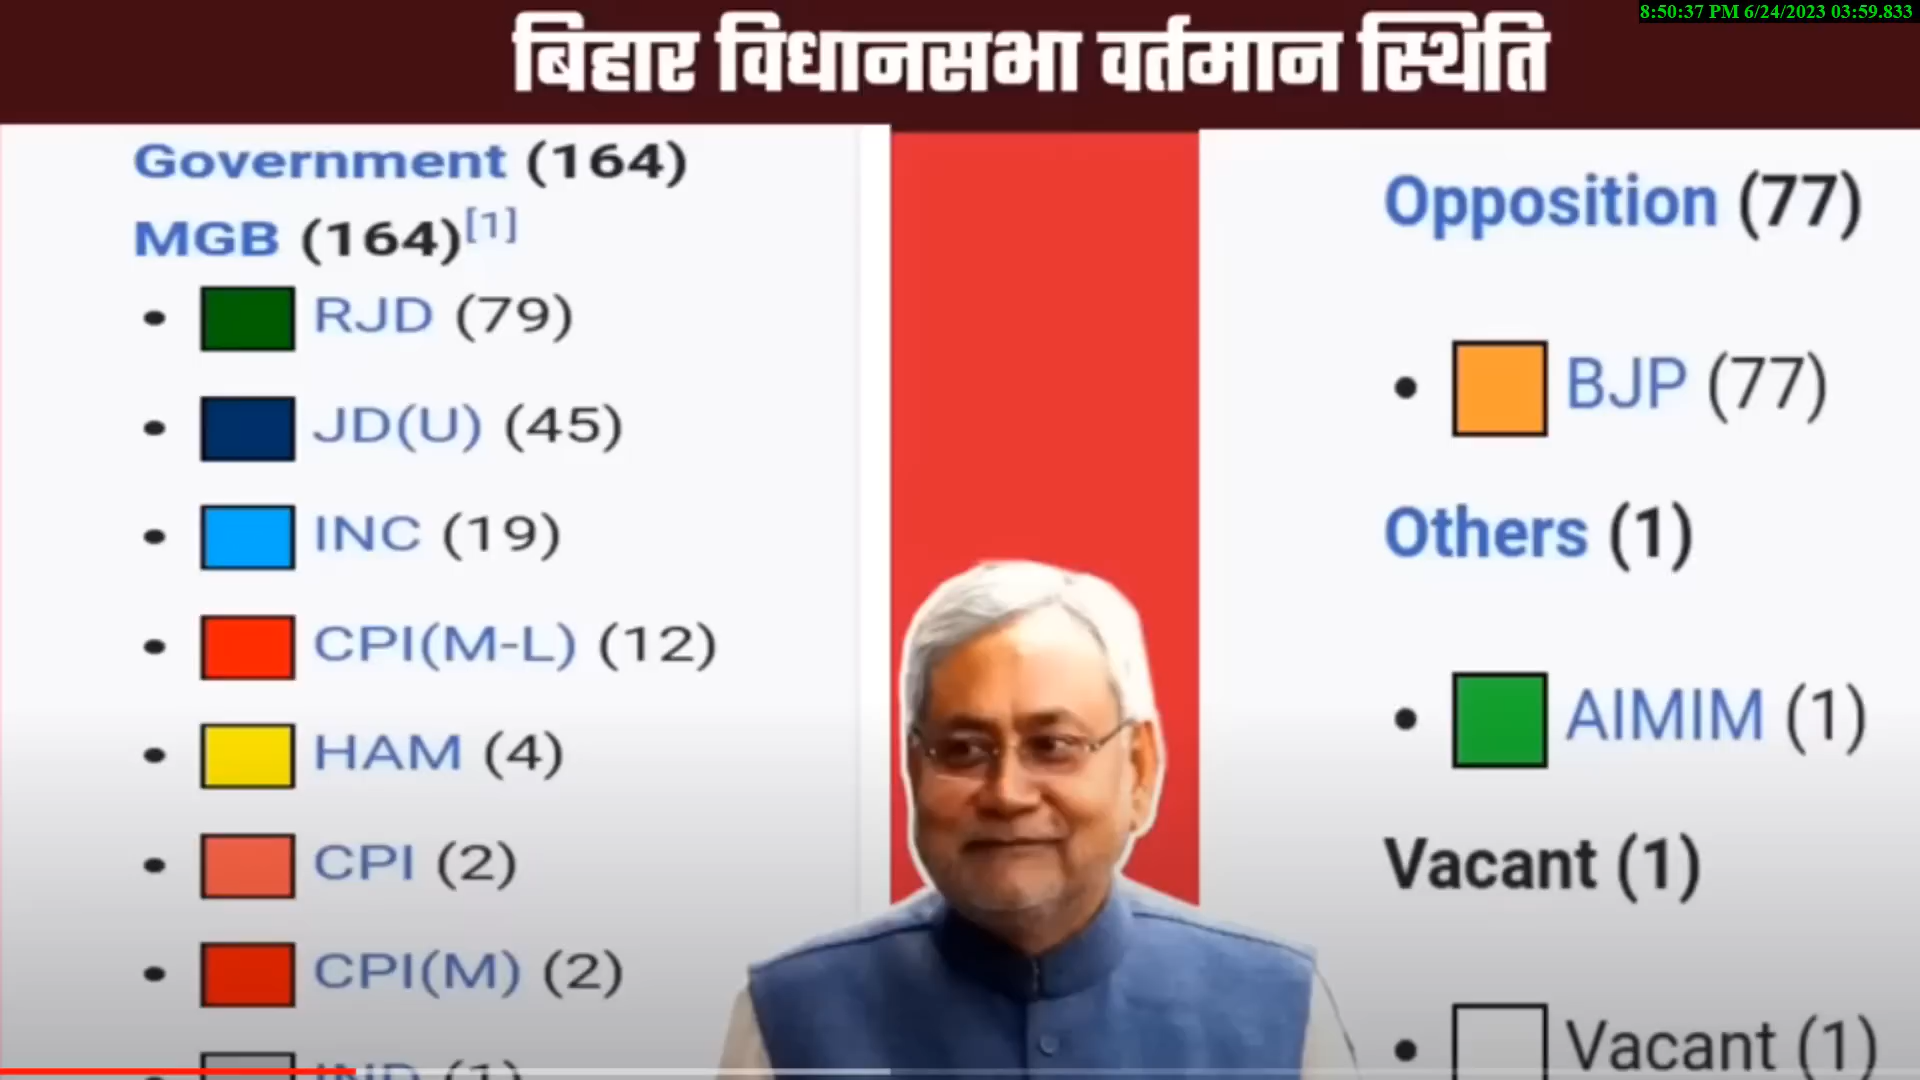 8:50:37 PM 6/24/2023 03:59.833
बिहार विधानसभा वर्तमान स्थिति
Government (164)
MGB (164)[1]
RJD (79)
JD(U) (45)
INC (19)
CPI(M-L) (12)
HAM (4)
CPI (2)
CPI(M) (2)
IND (1)
Opposition (77)
BJP (77)
Others (1)
AIMIM (1)
Vacant (1)
Vacant (1)